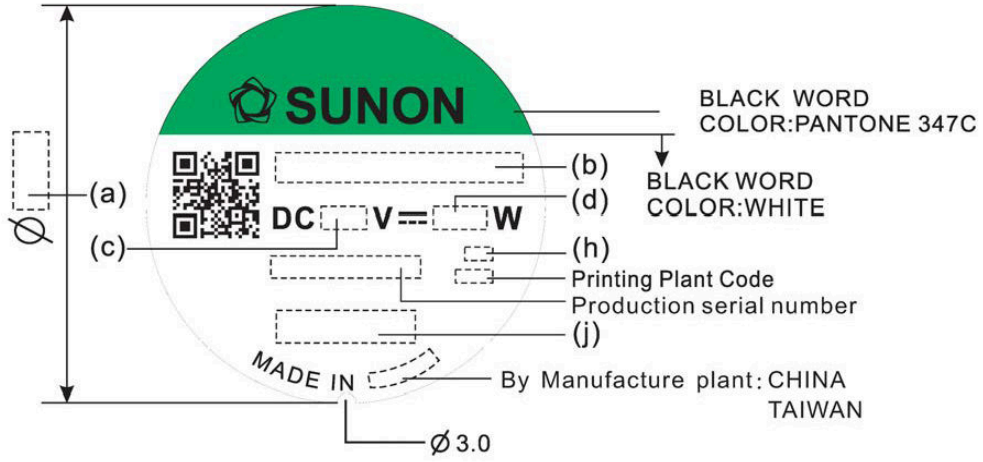 SUNON
BLACK WORD
COLOR:PANTONE 347C
(a)
Ø
(b)
BLACK WORD
COLOR:WHITE
DC V⎓ W
(d)
(c)
(h)
Printing Plant Code
Production serial number
(j)
MADE IN
By Manufacture plant: CHINA
TAIWAN
Ø 3.0